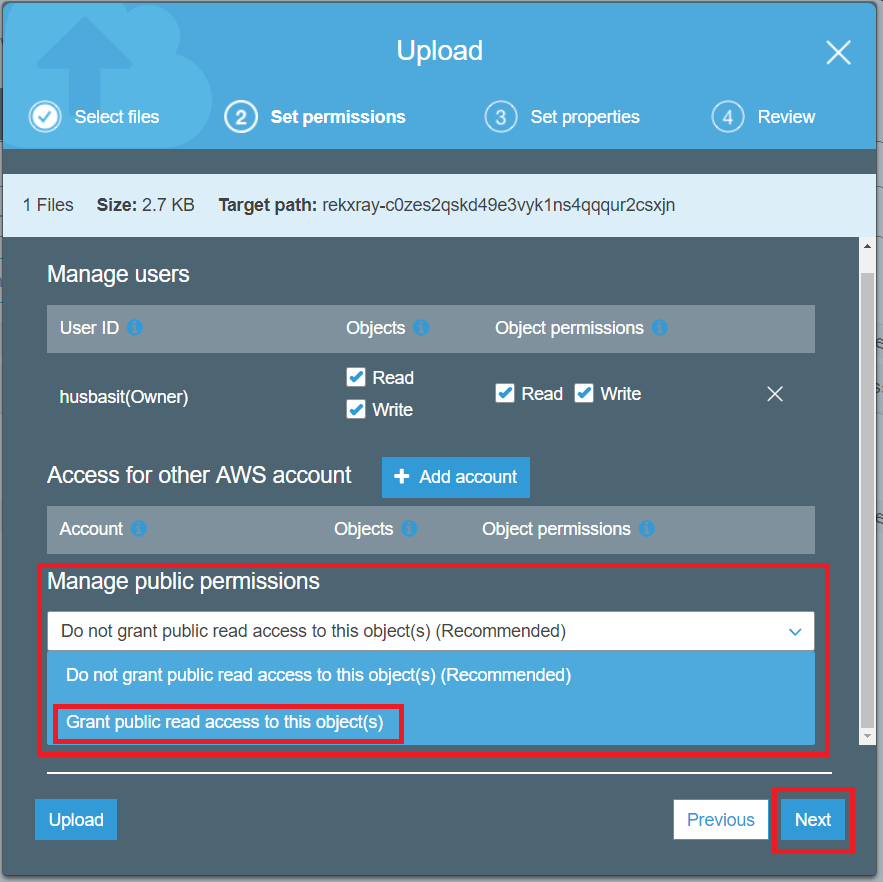 Upload
Select files
2 Set permissions
3 Set properties
4 Review
1 Files Size: 2.7 KB Target path: rekxray-c0zes2qskd49e3vyk1ns4qqqur2csxjn
Manage users
User ID Objects Object permissions
husbasit(Owner)
Read
Write
Read Write
Access for other AWS account
Add account
Account Objects Object permissions
Manage public permissions
Do not grant public read access to this object(s) (Recommended)
Do not grant public read access to this object(s) (Recommended)
Grant public read access to this object(s)
Upload
Previous
Next